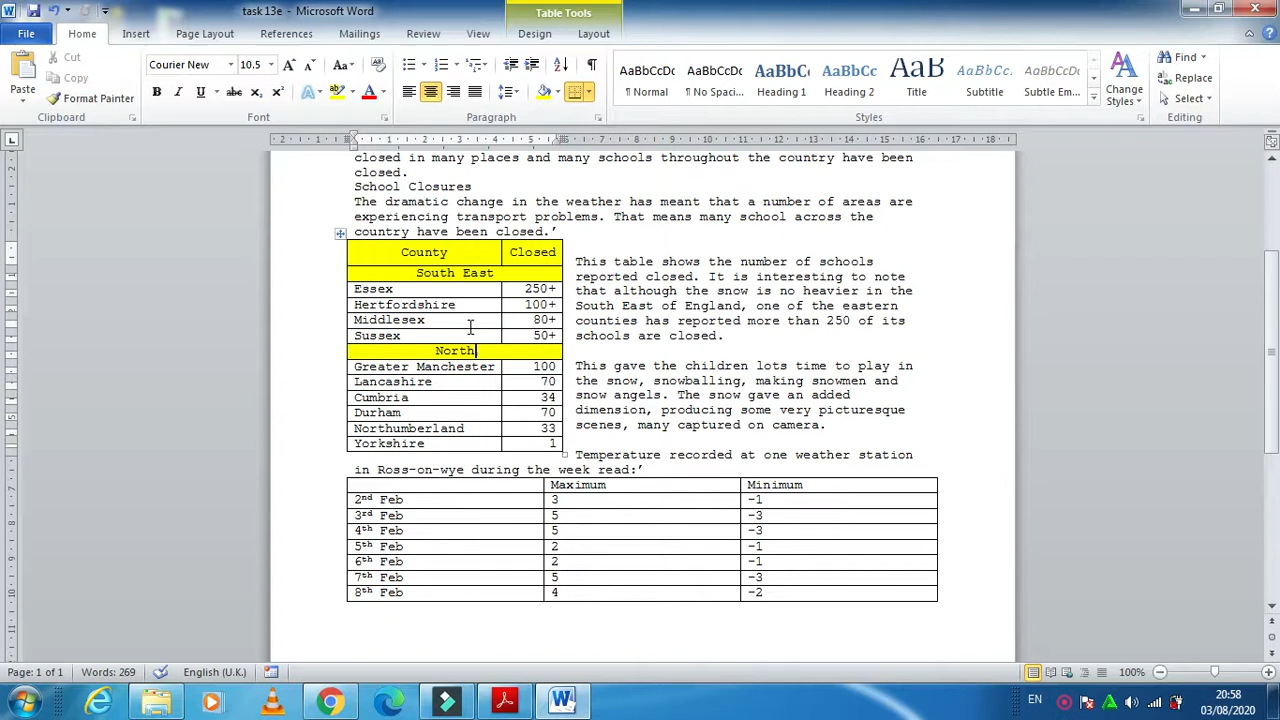 task 13e - Microsoft Word
Table Tools
File Home Insert Page Layout References Mailings Review View Design Layout
Paste
Cut
Copy
Format Painter
Clipboard
Courier New 10.5
Font
Paragraph
AaBbCcDc AaBbCcDc AaBbC AaBbCc AaB AaBbCcL AaBbCcDc
¶ Normal ¶ No Spaci... Heading 1 Heading 2 Title Subtitle Subtle Em...
Change Styles
Styles
Find
Replace
Select
Editing
closed in many places and many schools throughout the country have been
closed.
School Closures
The dramatic change in the weather has meant that a number of areas are
experiencing transport problems. That means many school across the
country have been closed.’
County Closed
South East
Essex 250+
Hertfordshire 100+
Middlesex 80+
Sussex 50+
North
Greater Manchester 100
Lancashire 70
Cumbria 34
Durham 70
Northumberland 33
Yorkshire 1
This table shows the number of schools
reported closed. It is interesting to note
that although the snow is no heavier in the
South East of England, one of the eastern
counties has reported more than 250 of its
schools are closed.
This gave the children lots time to play in
the snow, snowballing, making snowmen and
snow angels. The snow gave an added
dimension, producing some very picturesque
scenes, many captured on camera.
Temperature recorded at one weather station
in Ross-on-wye during the week read:’
Maximum Minimum
2nd Feb 3 -1
3rd Feb 5 -3
4th Feb 5 -3
5th Feb 2 -1
6th Feb 2 -1
7th Feb 5 -3
8th Feb 4 -2
Page: 1 of 1 Words: 269 English (U.K.) 100%
EN
20:58
03/08/2020